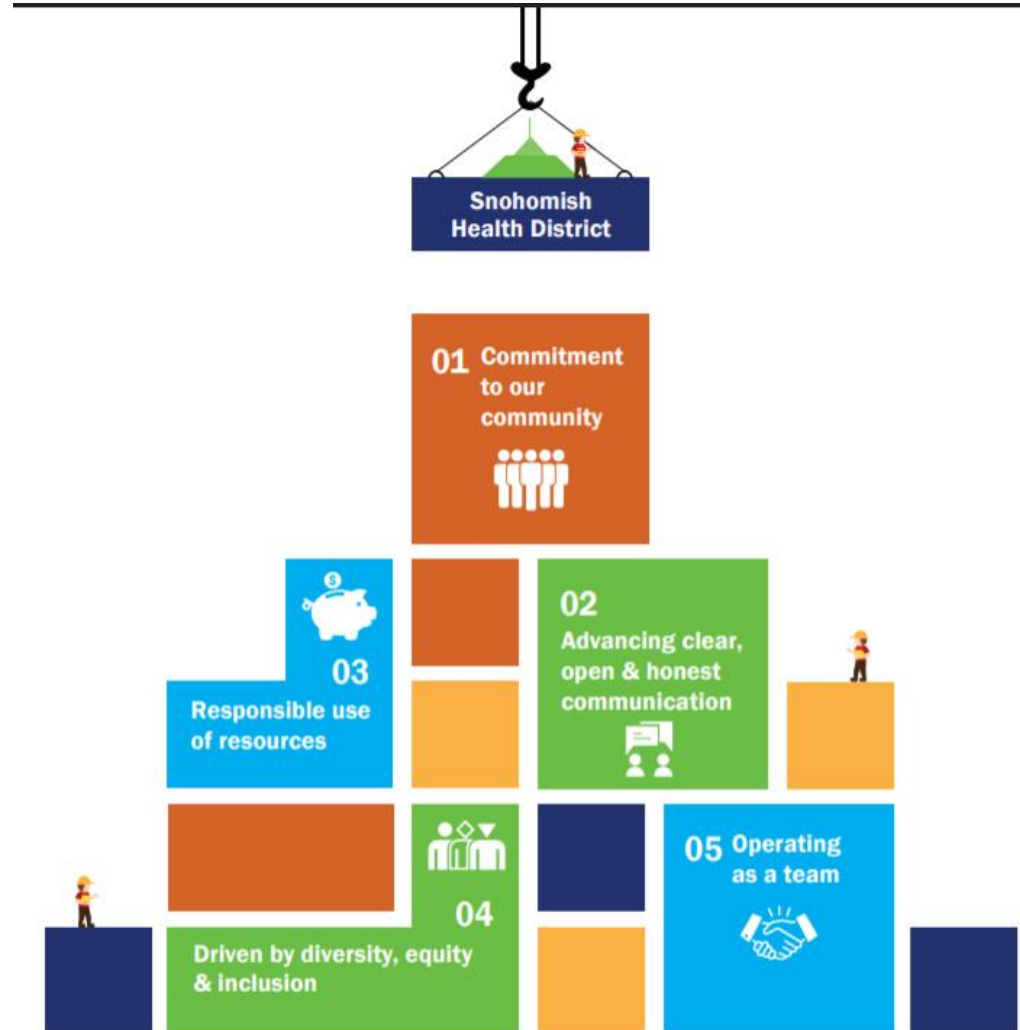 Snohomish
Health District
01 Commitment
to our
community
02
Advancing clear,
open & honest
communication
$
03
Responsible use
of resources
04
Driven by diversity, equity
& inclusion
05 Operating
as a team